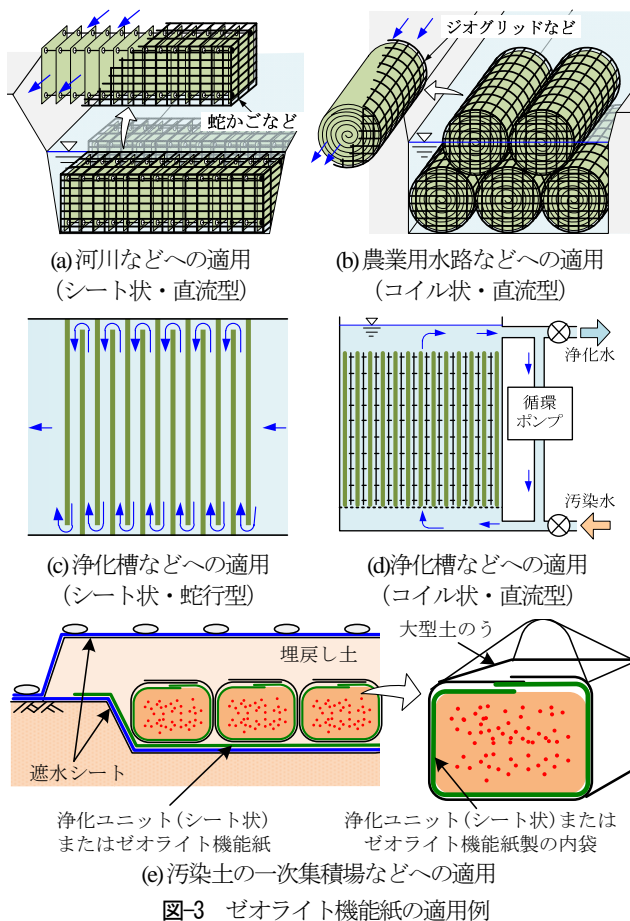 ジオグリッドなど
蛇かごなど
(a) 河川などへの適用
（シート状・直流型）
(b) 農業用水路などへの適用
（コイル状・直流型）
浄化水
循環
ポンプ
汚染水
(c) 浄化槽などへの適用
（シート状・蛇行型）
(d)浄化槽などへの適用
（コイル状・直流型）
大型土のう
埋戻し土
遮水シート
浄化ユニット(シート状)
またはゼオライト機能紙
浄化ユニット(シート状)または
ゼオライト機能紙製の内袋
(e) 汚染土の一次集積場などへの適用
図-3 ゼオライト機能紙の適用例